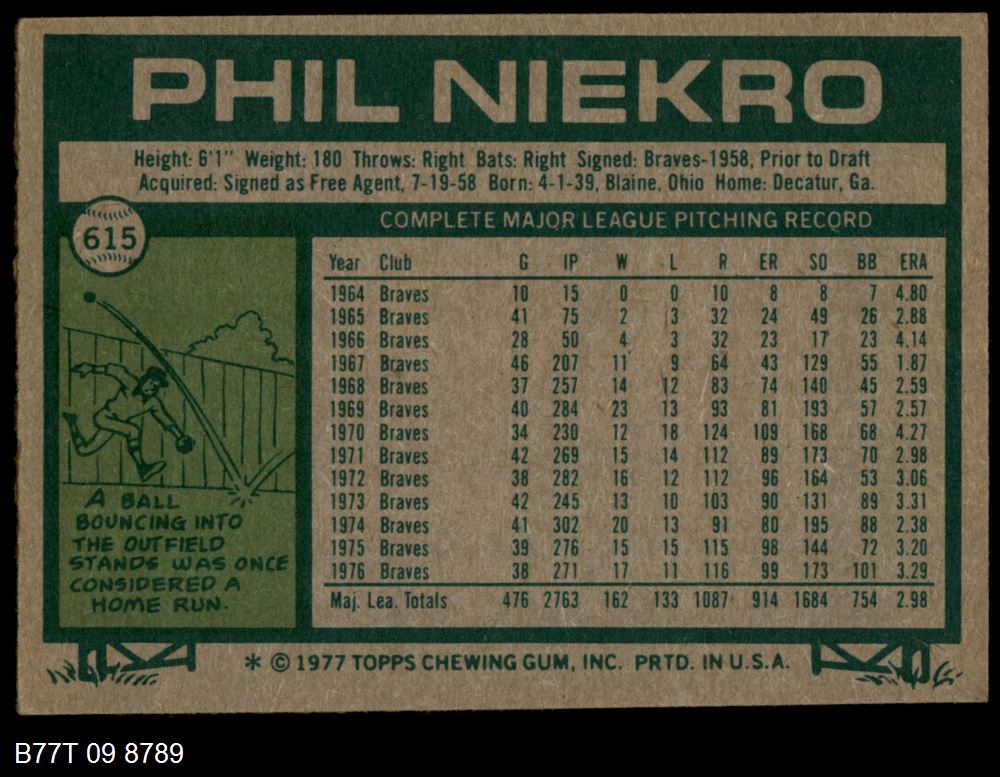 PHIL NIEKRO
Height: 6'1" Weight: 180 Throws: Right Bats: Right Signed: Braves-1958, Prior to Draft
Acquired: Signed as Free Agent, 7-19-58 Born: 4-1-39, Blaine, Ohio Home: Decatur, Ga.
615
COMPLETE MAJOR LEAGUE PITCHING RECORD
Year Club G IP W L R ER SO BB ERA
1964 Braves 10 15 0 0 10 8 8 7 4.80
1965 Braves 41 75 2 3 32 24 49 26 2.88
1966 Braves 28 50 4 3 32 23 17 23 4.14
1967 Braves 46 207 11 9 64 43 129 55 1.87
1968 Braves 37 257 14 12 83 74 140 45 2.59
1969 Braves 40 284 23 13 93 81 193 57 2.57
1970 Braves 34 230 12 18 124 109 168 68 4.27
1971 Braves 42 269 15 14 112 89 173 70 2.98
1972 Braves 38 282 16 12 112 96 164 53 3.06
1973 Braves 42 245 13 10 103 90 131 89 3.31
1974 Braves 41 302 20 13 91 80 195 88 2.38
1975 Braves 39 276 15 15 115 98 144 72 3.20
1976 Braves 38 271 17 11 116 99 173 101 3.29
Maj. Lea. Totals 476 2763 162 133 1087 914 1684 754 2.98
A BALL
BOUNCING INTO
THE OUTFIELD
STANDS WAS ONCE
CONSIDERED A
HOME RUN.
* © 1977 TOPPS CHEWING GUM, INC. PRTD. IN U.S.A.
B77T 09 8789